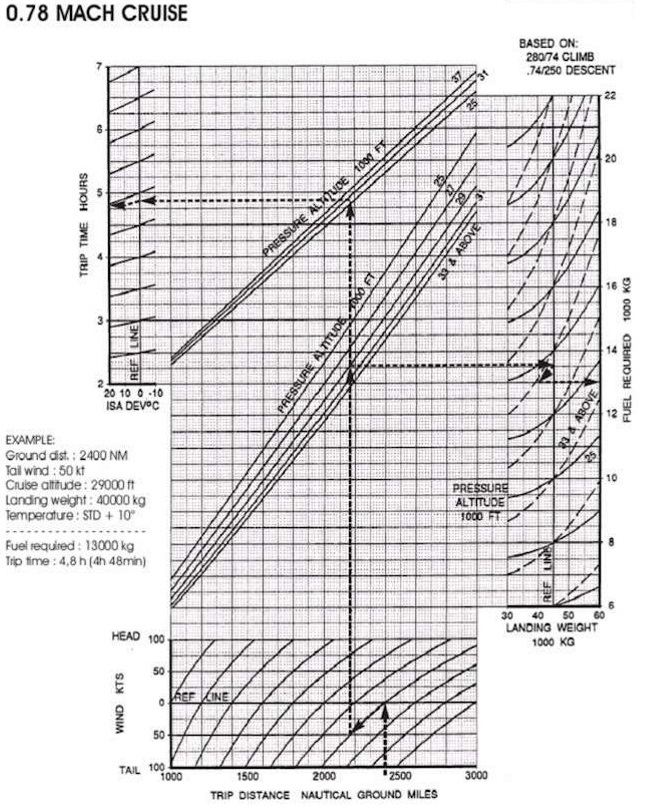 0.78 MACH CRUISE
BASED ON:
280/74 CLIMB
.74/250 DESCENT
7
6
5
4
3
2
TRIP TIME HOURS
REF LINE
20 10 0 -10
ISA DEV°C
PRESSURE ALTITUDE 1000 FT
37
31
25
PRESSURE ALTITUDE 1000 FT
25
27
29
31
33 & ABOVE
22
20
18
16
14
12
10
8
6
FUEL REQUIRED 1000 KG
33 & ABOVE
25
PRESSURE
ALTITUDE
1000 FT
REF LINE
30 40 50 60
LANDING WEIGHT
1000 KG
EXAMPLE:
Ground dist. : 2400 NM
Tail wind : 50 kt
Cruise altitude : 29000 ft
Landing weight : 40000 kg
Temperature : STD + 10°
Fuel required : 13000 kg
Trip time : 4,8 h (4h 48min)
HEAD 100
50
0
50
TAIL 100
WIND KTS
REF LINE
1000 1500 2000 2500 3000
TRIP DISTANCE NAUTICAL GROUND MILES